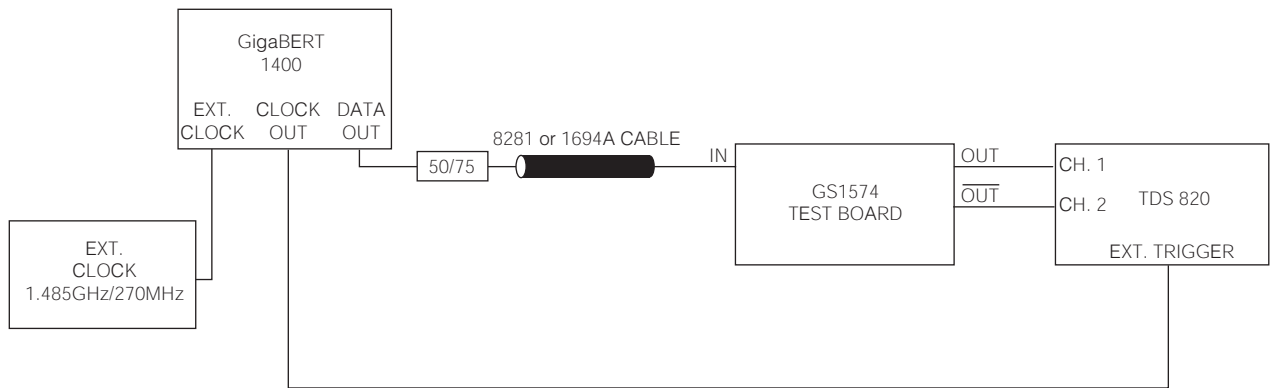 GigaBERT
1400
EXT. CLOCK DATA
CLOCK OUT OUT
8281 or 1694A CABLE
50/75
IN
GS1574
TEST BOARD
OUT
OUT
CH. 1
CH. 2
TDS 820
EXT. TRIGGER
EXT.
CLOCK
1.485GHz/270MHz